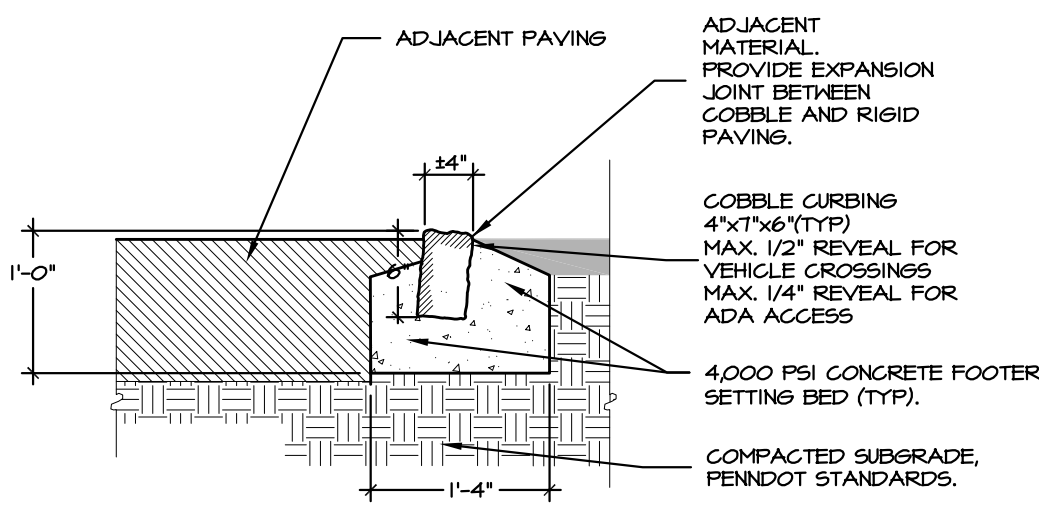 ADJACENT PAVING
ADJACENT
MATERIAL.
PROVIDE EXPANSION
JOINT BETWEEN
COBBLE AND RIGID
PAVING.
±4"
COBBLE CURBING
4"x7"x6"(TYP)
MAX. 1/2" REVEAL FOR
VEHICLE CROSSINGS
MAX. 1/4" REVEAL FOR
ADA ACCESS
1'-0"
6"
4,000 PSI CONCRETE FOOTER
SETTING BED (TYP).
COMPACTED SUBGRADE,
PENNDOT STANDARDS.
1'-4"